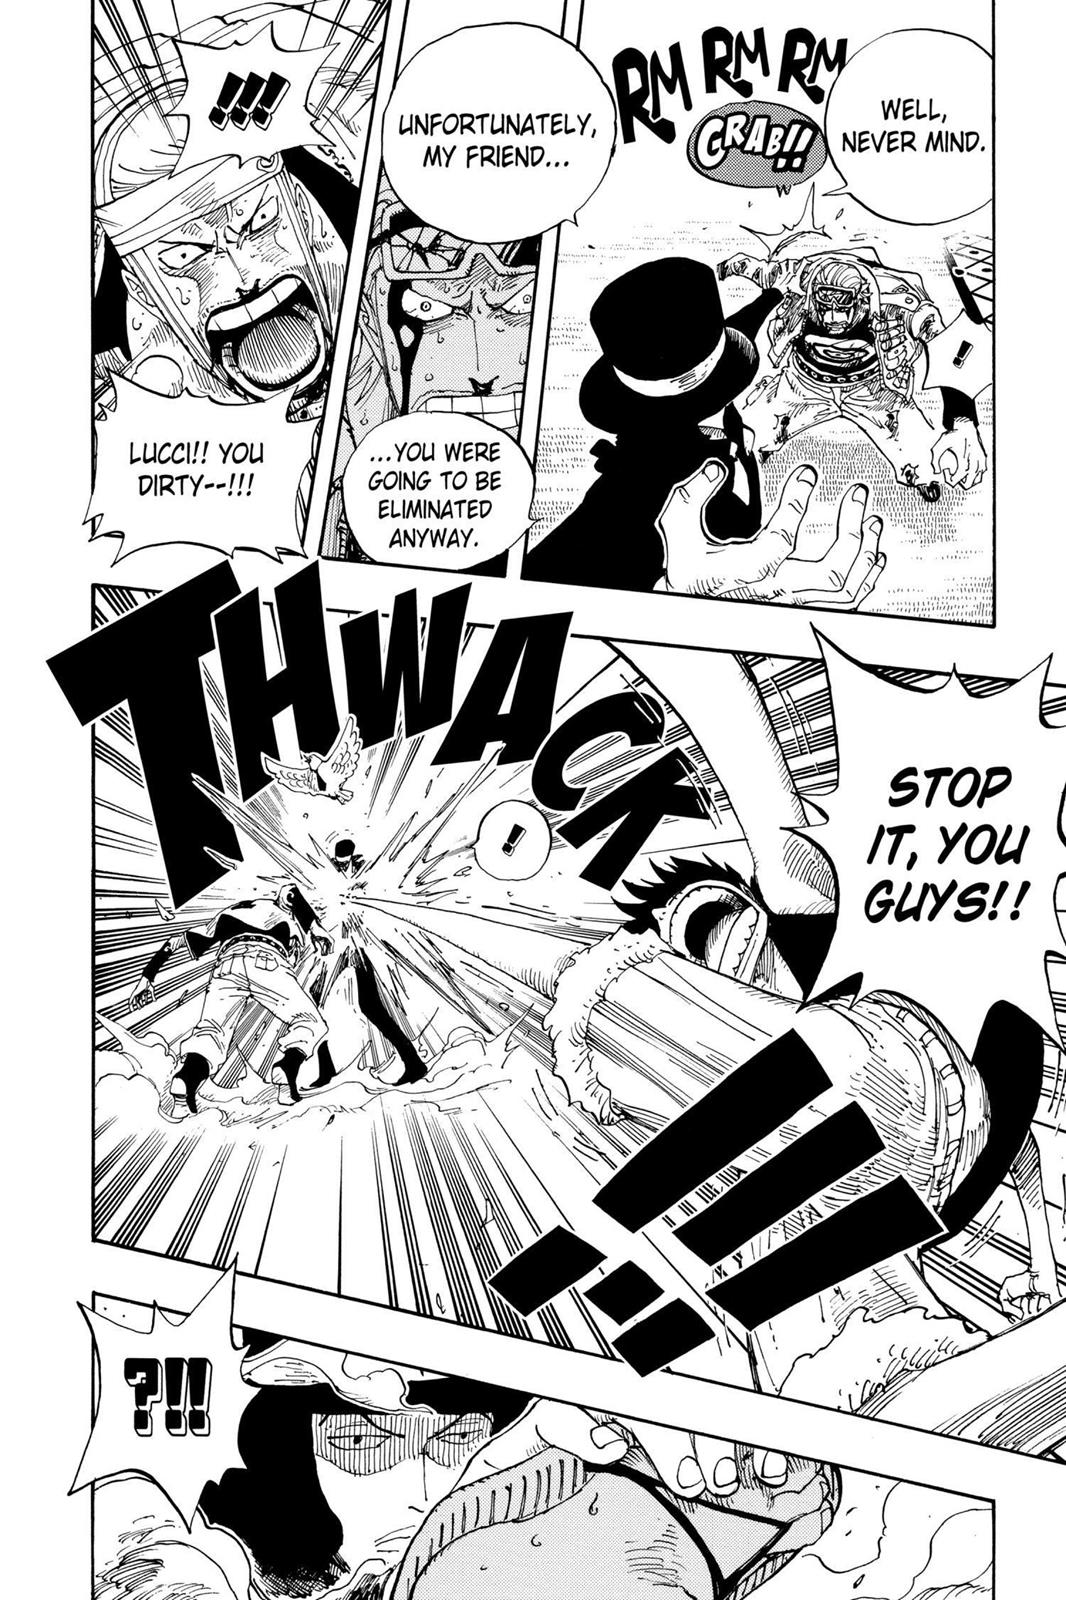 WELL,
NEVER MIND.
RM RM RM
GRAB!!
!
UNFORTUNATELY,
MY FRIEND...
...YOU WERE
GOING TO BE
ELIMINATED
ANYWAY.
!!!
LUCCI!! YOU
DIRTY--!!!
STOP
IT, YOU
GUYS!!
THWACK
!
!!!
?!!